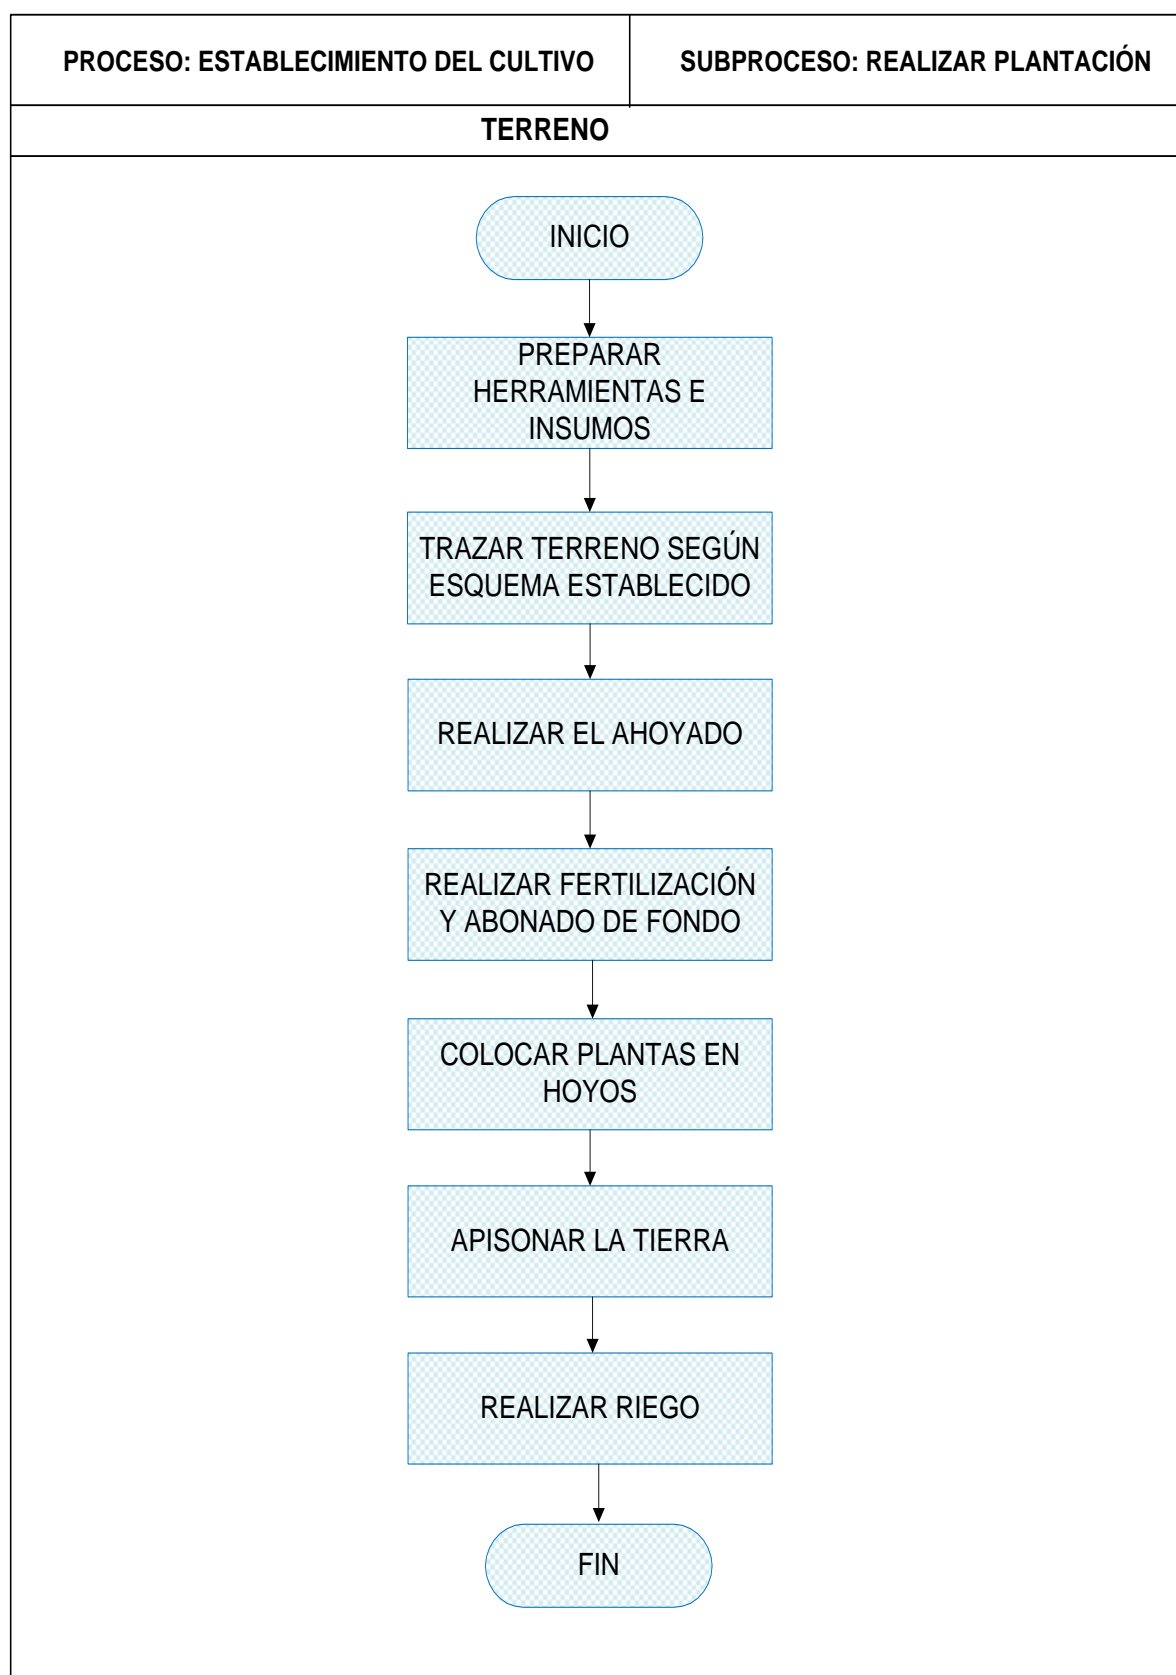 PROCESO: ESTABLECIMIENTO DEL CULTIVO
SUBPROCESO: REALIZAR PLANTACIÓN
TERRENO
INICIO
PREPARAR
HERRAMIENTAS E
INSUMOS
TRAZAR TERRENO SEGÚN
ESQUEMA ESTABLECIDO
REALIZAR EL AHOYADO
REALIZAR FERTILIZACIÓN
Y ABONADO DE FONDO
COLOCAR PLANTAS EN
HOYOS
APISONAR LA TIERRA
REALIZAR RIEGO
FIN